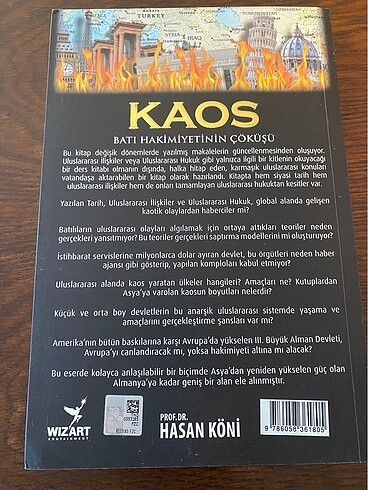 Ankara
TURKEY
SYRIA
IRAQ
TURKMENISTAN
KAOS
BATI HAKİMİYETİNİN ÇÖKÜŞÜ
Bu kitap değişik dönemlerde yazılmış makalelerin güncellenmesinden oluşuyor.
Uluslararası İlişkiler veya Uluslararası Hukuk gibi yalnızca ilgili bir kitlenin okuyacağı
bir ders kitabı olmanın dışında, halka hitap eden, karmaşık uluslararası konuları
vatandaşa aktarabilen bir kitap olarak hazırlandı. Kitapta hem siyasi tarih hem
uluslararası ilişkiler hem de onları tamamlayan uluslararası hukuktan kesitler var.
Yazılan Tarih, Uluslararası İlişkiler ve Uluslararası Hukuk, global alanda gelişen
kaotik olaylardan haberciler mi?
Batılıların uluslararası olayları algılamak için ortaya attıkları teoriler neden
gerçekleri yansıtmıyor? Bu teoriler gerçekleri saptırma modellerini mi oluşturuyor?
İstihbarat servislerine milyonlarca dolar ayıran devlet, bu örgütleri neden haber
ajansı gibi gösterip, yapılan komploları kabul etmiyor?
Uluslararası alanda kaos yaratan ülkeler hangileri? Amaçları ne? Kutuplardan
Asya'ya varolan kaosun boyutları nelerdir?
Küçük ve orta boy devletlerin bu anarşik uluslararası sistemde yaşama ve
amaçlarını gerçekleştirme şansları var mı?
Amerika'nın bütün baskılarına karşı Avrupa'da yükselen III. Büyük Alman Devleti,
Avrupa'yı canlandıracak mı, yoksa hakimiyeti altına mı alacak?
Bu eserde kolayca anlaşılabilir bir biçimde Asya'dan yeniden yükselen güç olan
Almanya'ya kadar geniş bir alan ele alınmıştır.
WIZART
EDUTAINMENT
PROF. DR.
HASAN KÖNİ
9 786058 361805